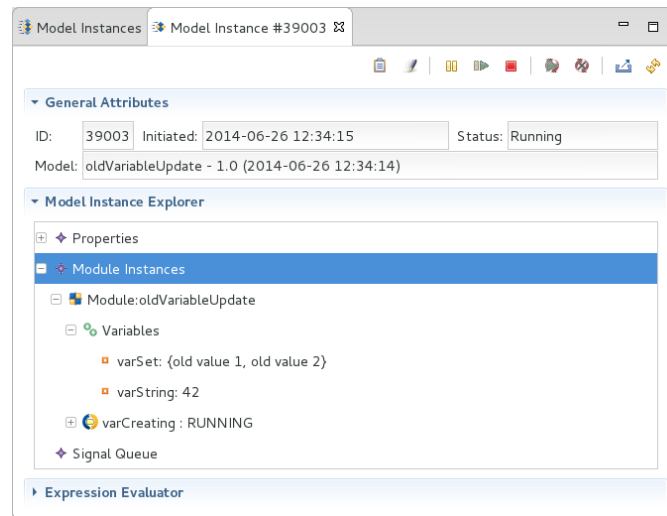 Model Instances Model Instance #39003
General Attributes
ID: 39003 Initiated: 2014-06-26 12:34:15 Status: Running
Model: oldVariableUpdate - 1.0 (2014-06-26 12:34:14)
Model Instance Explorer
Properties
Module Instances
Module:oldVariableUpdate
Variables
varSet: {old value 1, old value 2}
varString: 42
varCreating : RUNNING
Signal Queue
Expression Evaluator